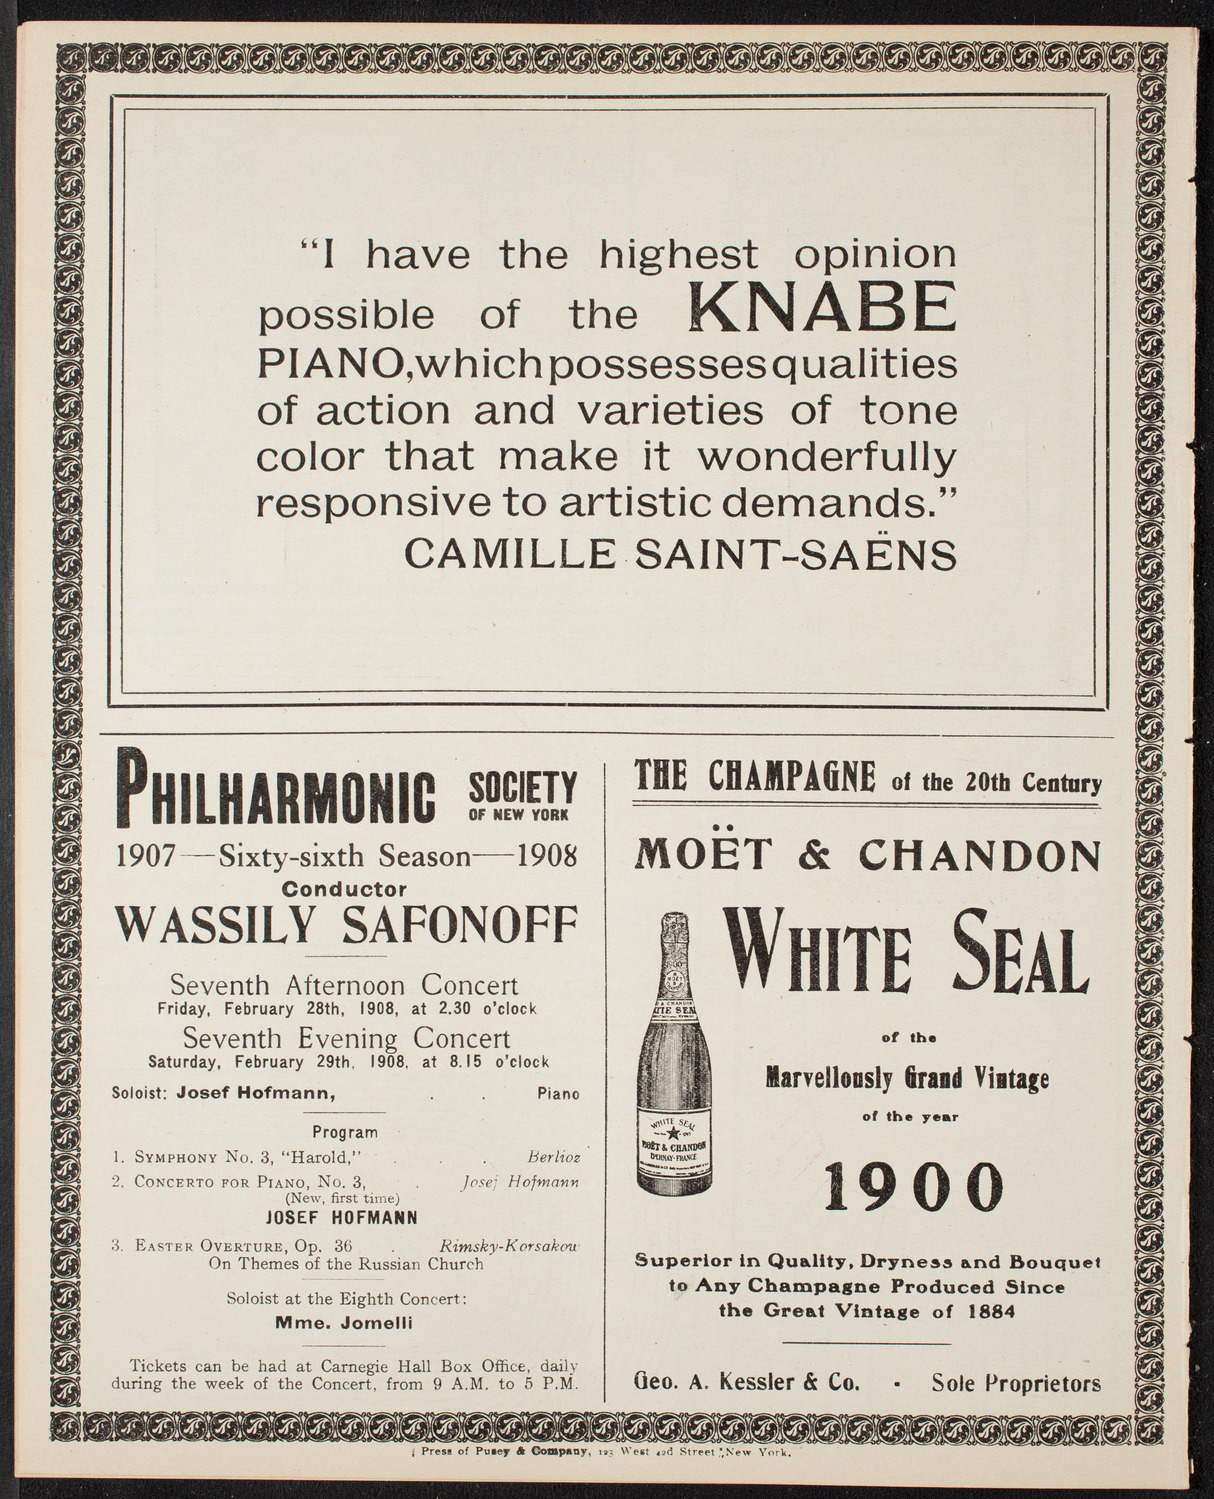 “I have the highest opinion
possible of the KNABE
PIANO, which possesses qualities
of action and varieties of tone
color that make it wonderfully
responsive to artistic demands.”
CAMILLE SAINT-SAËNS
PHILHARMONIC SOCIETY
OF NEW YORK
1907—Sixty-sixth Season—1908
Conductor
WASSILY SAFONOFF
Seventh Afternoon Concert
Friday, February 28th, 1908, at 2.30 o'clock
Seventh Evening Concert
Saturday, February 29th, 1908, at 8.15 o'clock
Soliost: Josef Hofmann, . . Piano
Program
1. SYMPHONY No. 3, “Harold,” . . . Berlioz
2. CONCERTO FOR PIANO, No. 3, . Josef Hofmann
(New, first time)
JOSEF HOFMANN
3. EASTER OVERTURE, Op. 36 . Rimsky-Korsakow
On Themes of the Russian Church
Soloist at the Eighth Concert:
Mme. Jomelli
Tickets can be had at Carnegie Hall Box Office, daily
during the week of the Concert, from 9 A.M. to 5 P.M.
THE CHAMPAGNE of the 20th Century
MOËT & CHANDON
WHITE SEAL
of the
Marvellously Grand Vintage
of the year
1900
WHITE SEAL
MOËT & CHANDON
EPERNAY-FRANCE
Superior in Quality, Dryness and Bouquet
to Any Champagne Produced Since
the Great Vintage of 1884
Geo. A. Kessler & Co. - Sole Proprietors
Press of Pusey & Company, 123 West 42d Street, New York.